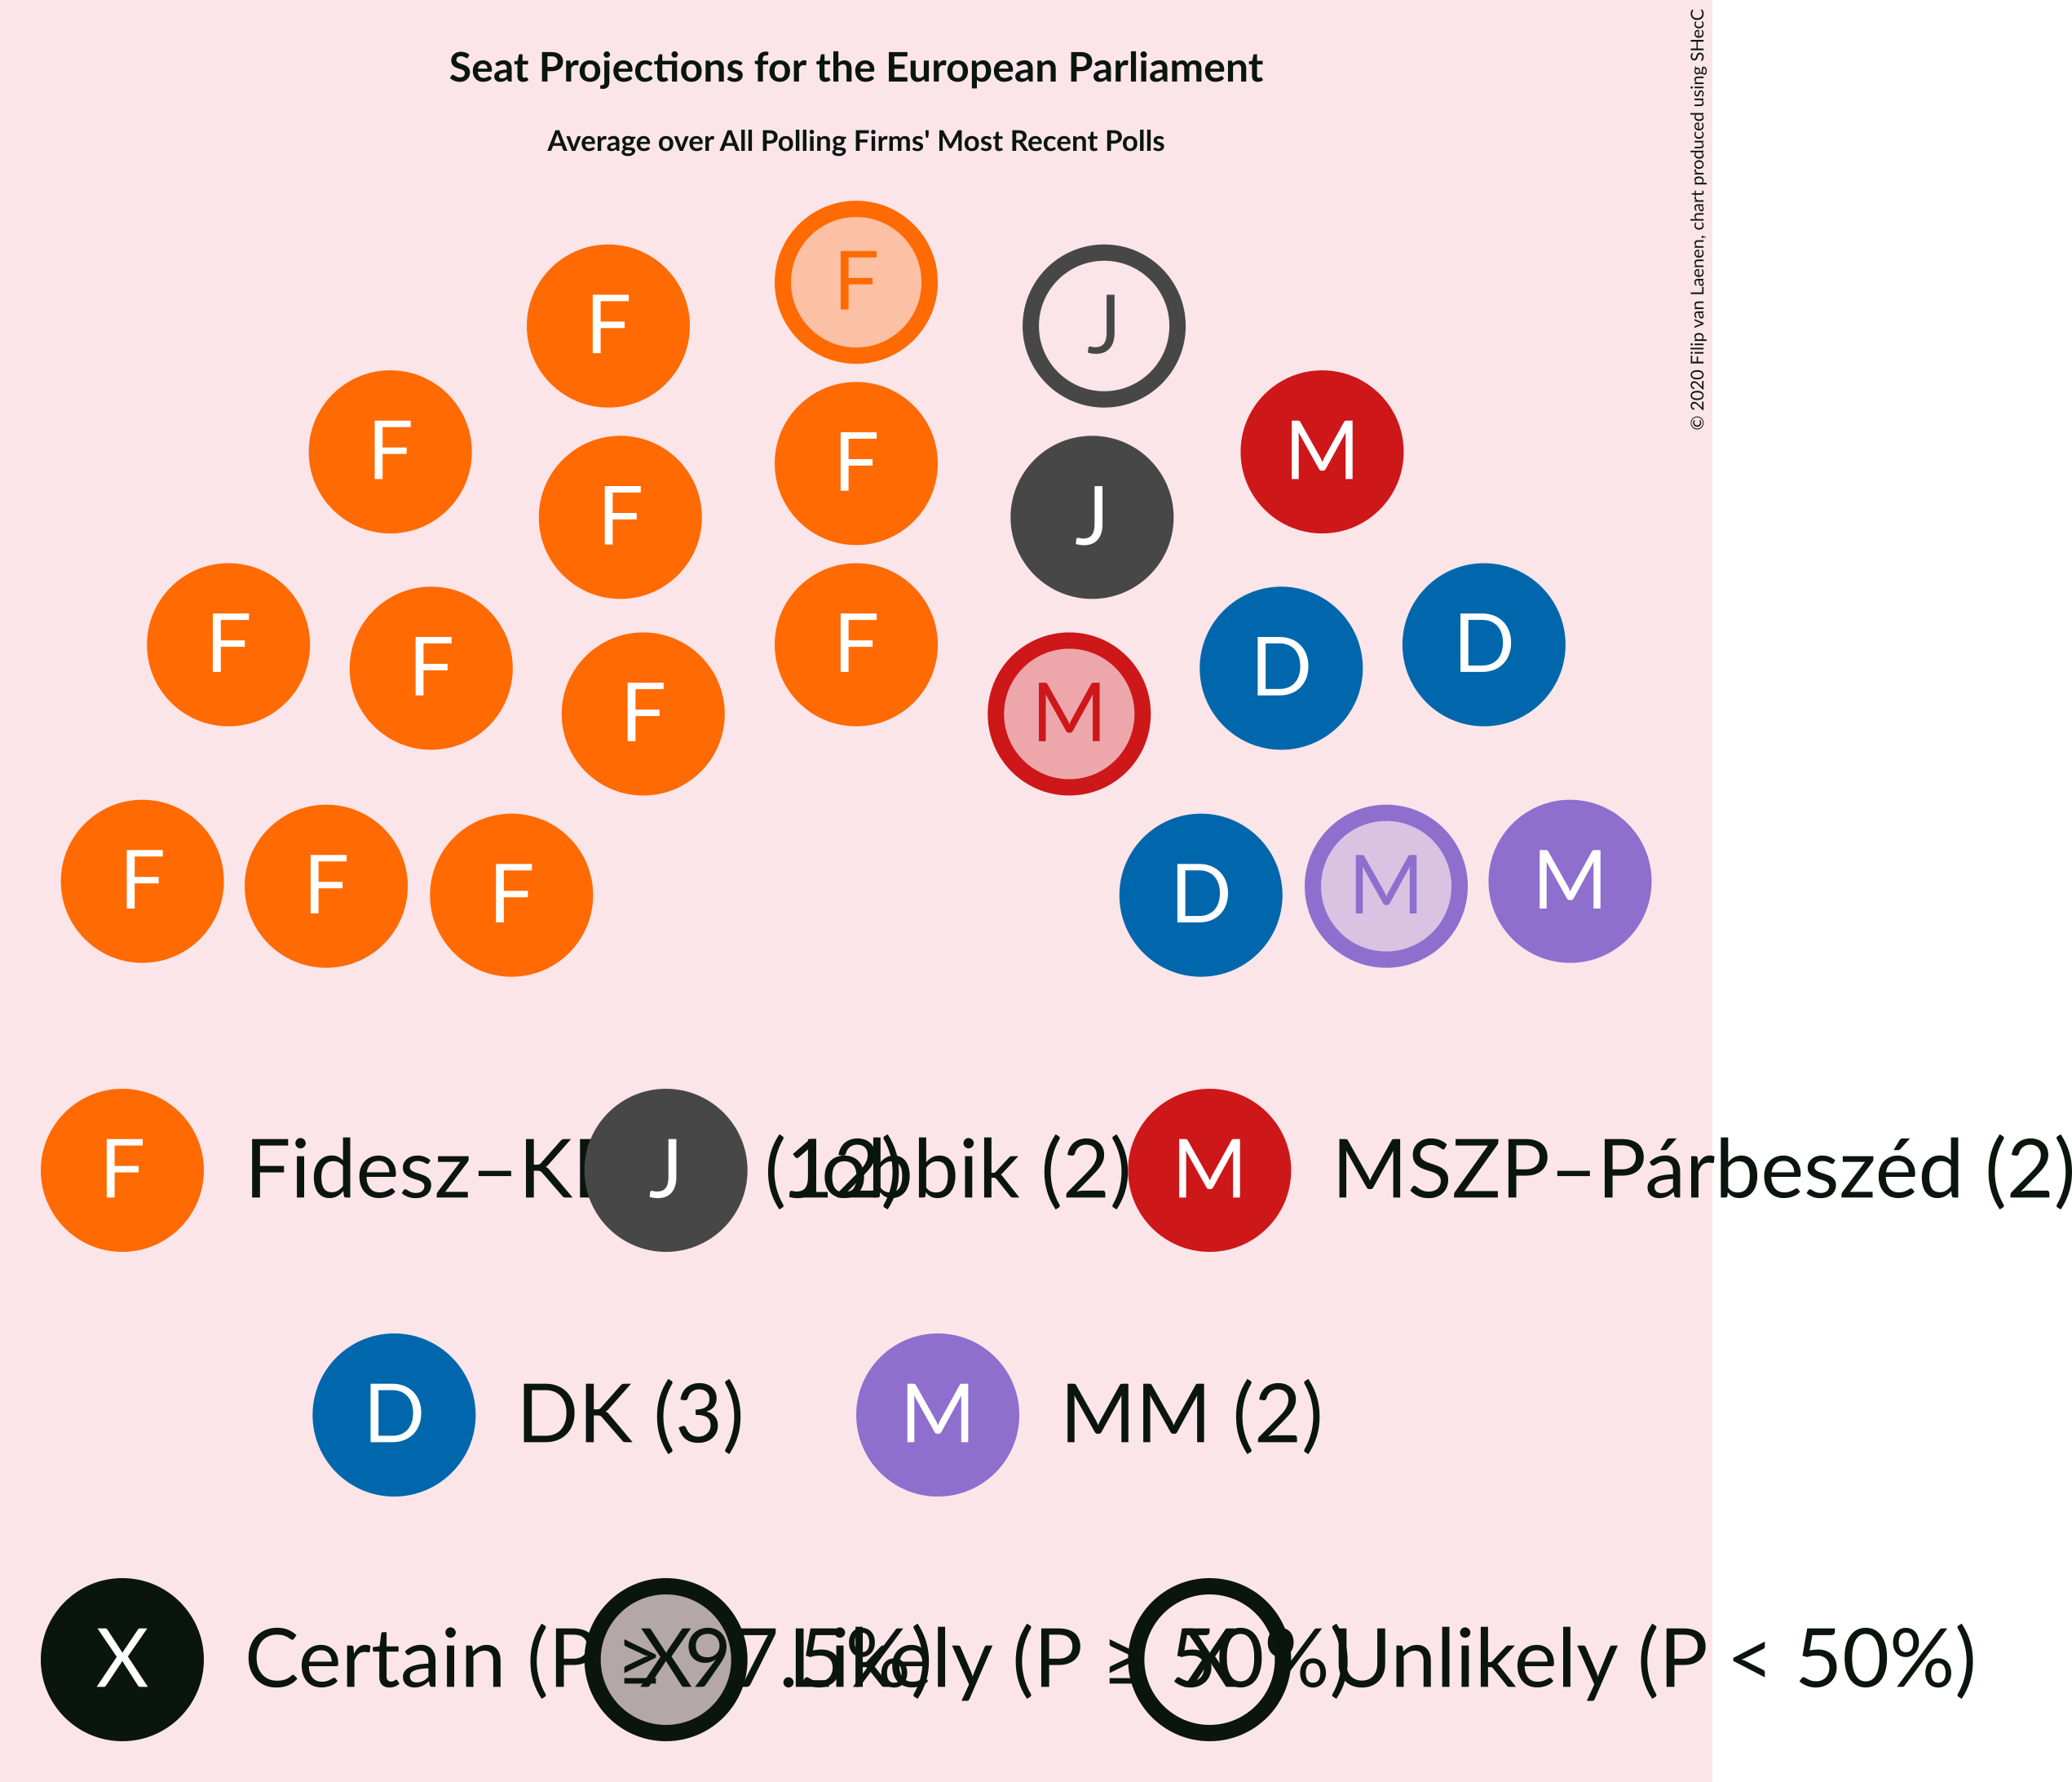 Seat Projections for the European Parliament
Average over All Polling Firms' Most Recent Polls
© 2020 Filip van Laenen, chart produced using SHecC
F
F J
F F M
F J
F F F D D
F M
F F F D M M
F (12)
J Jobbik (2)
M MSZP–Párbeszéd (2)
D DK (3)
M MM (2)
X Certain (P ≥ 97.5%)
X Likely (P ≥ 50%)
X Unlikely (P < 50%)